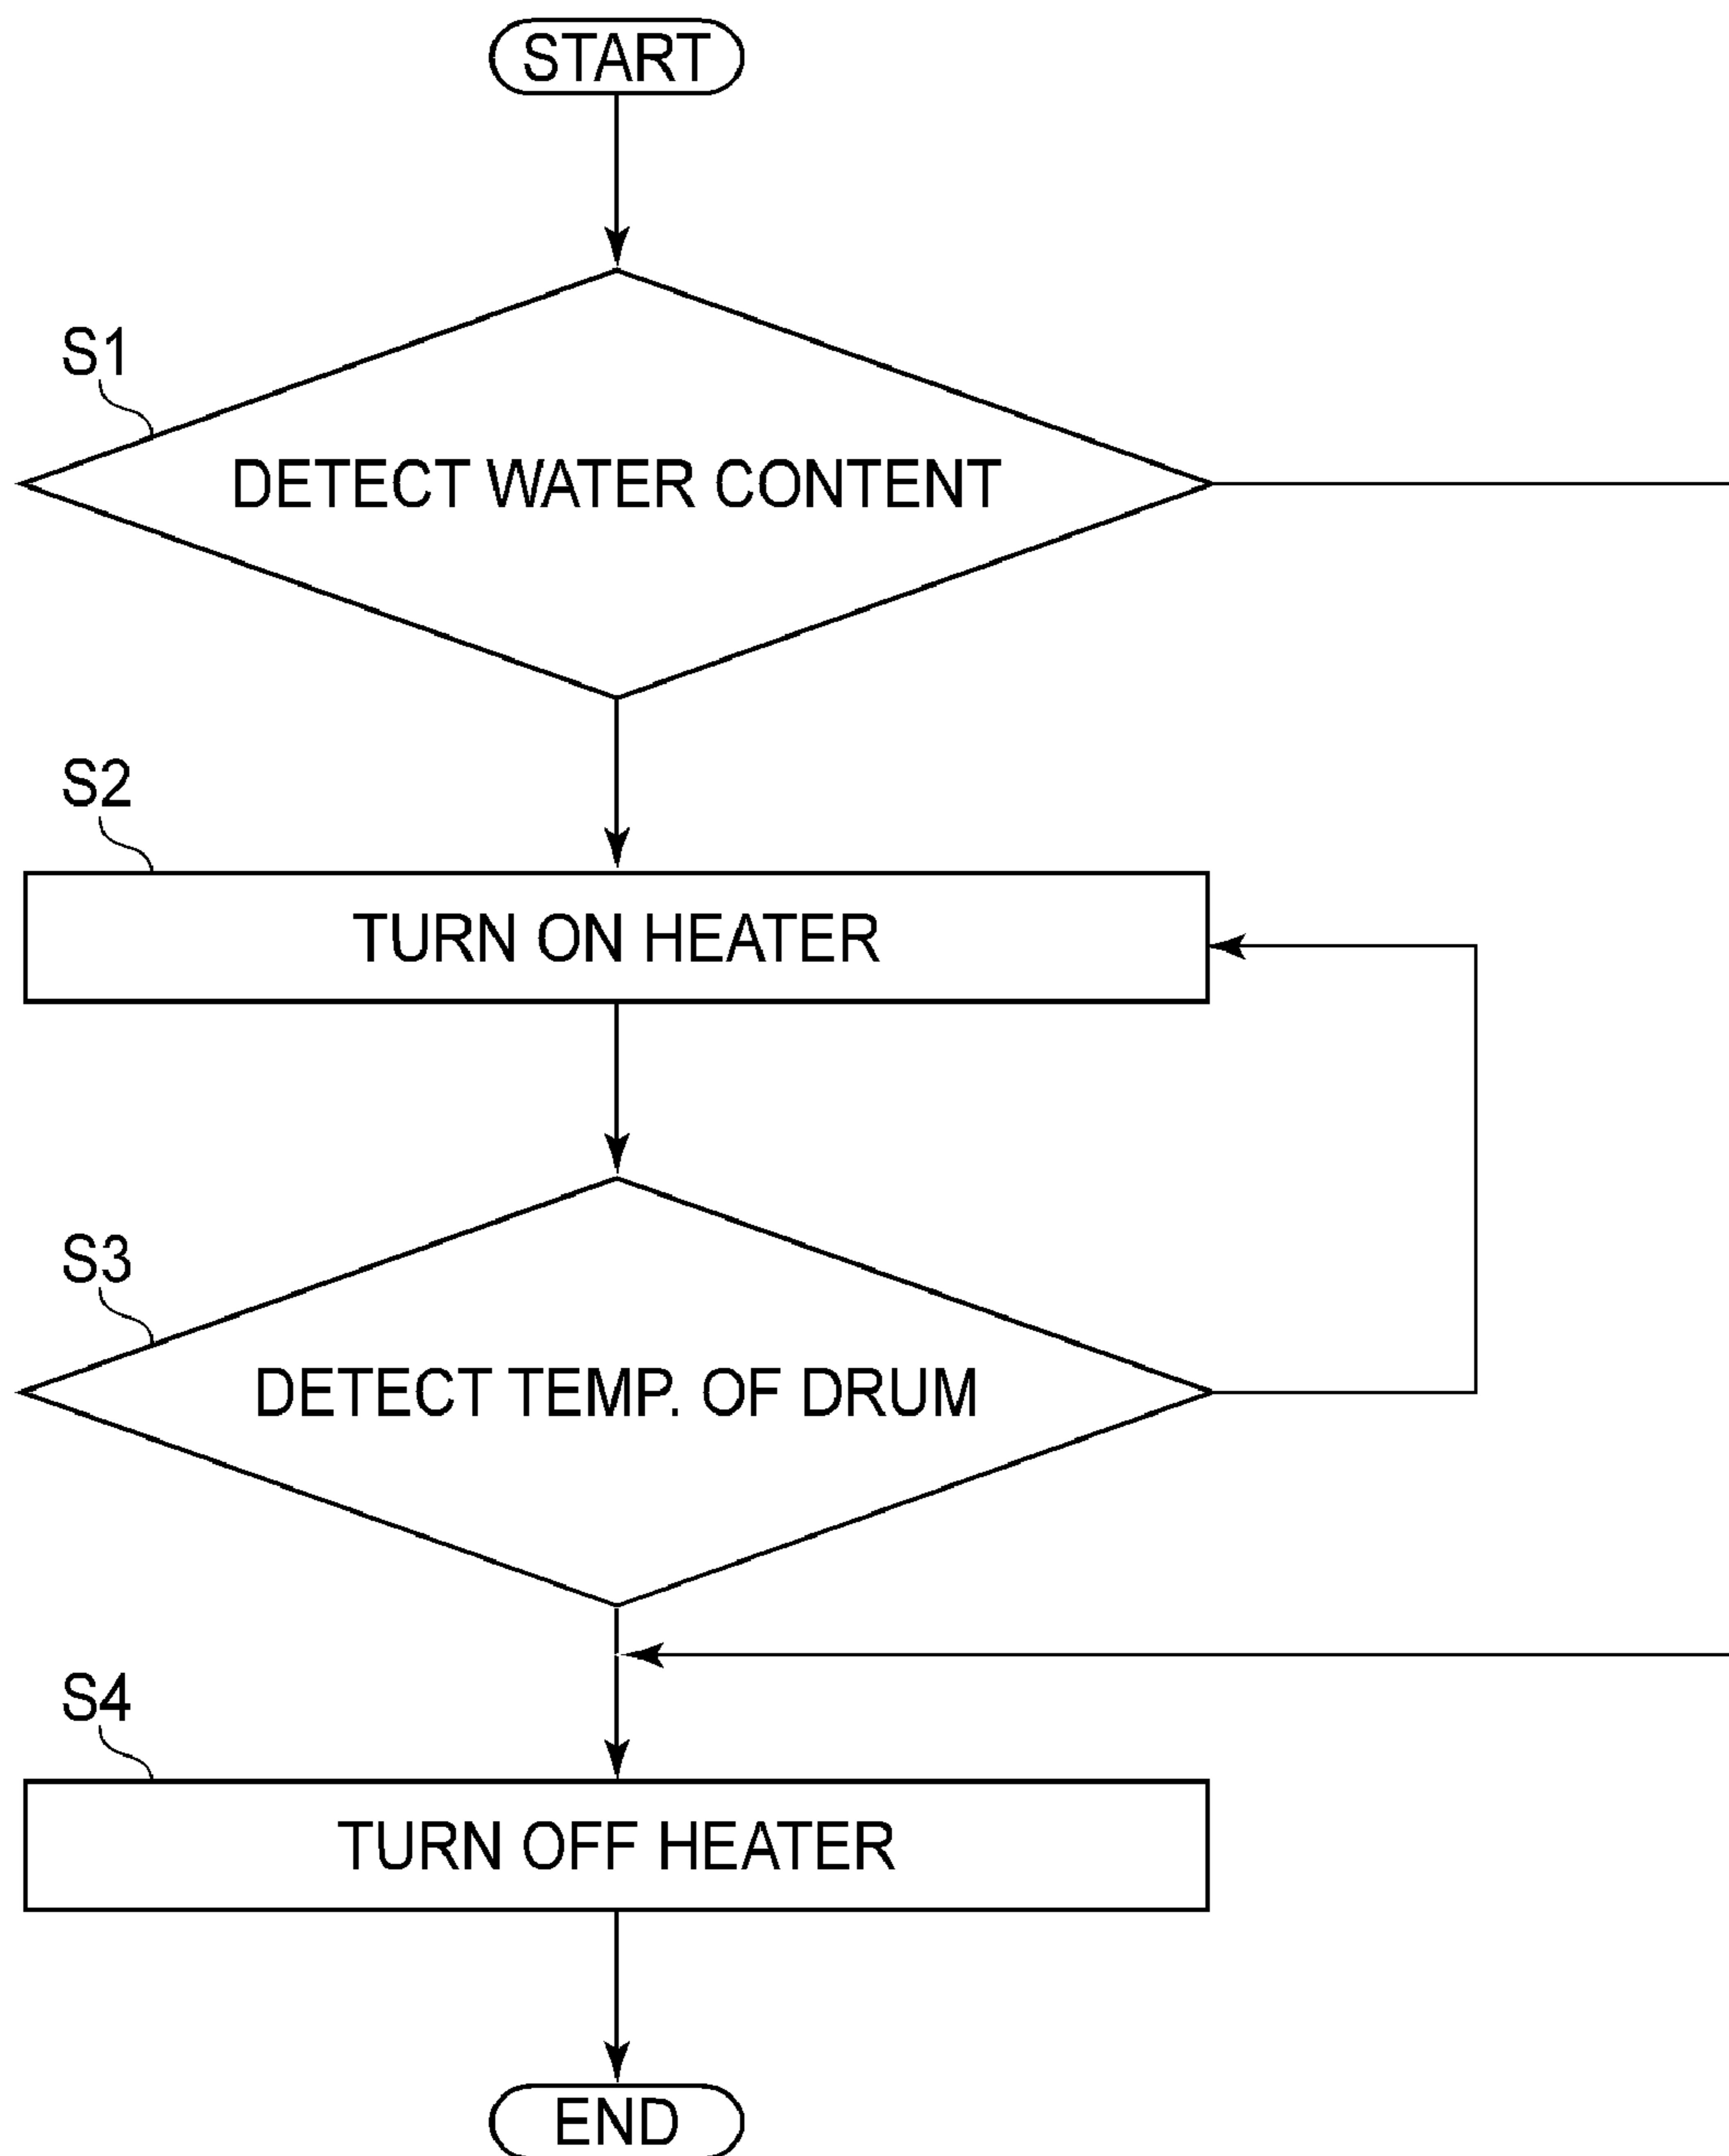 START
S1
DETECT WATER CONTENT
S2
TURN ON HEATER
S3
DETECT TEMP. OF DRUM
S4
TURN OFF HEATER
END